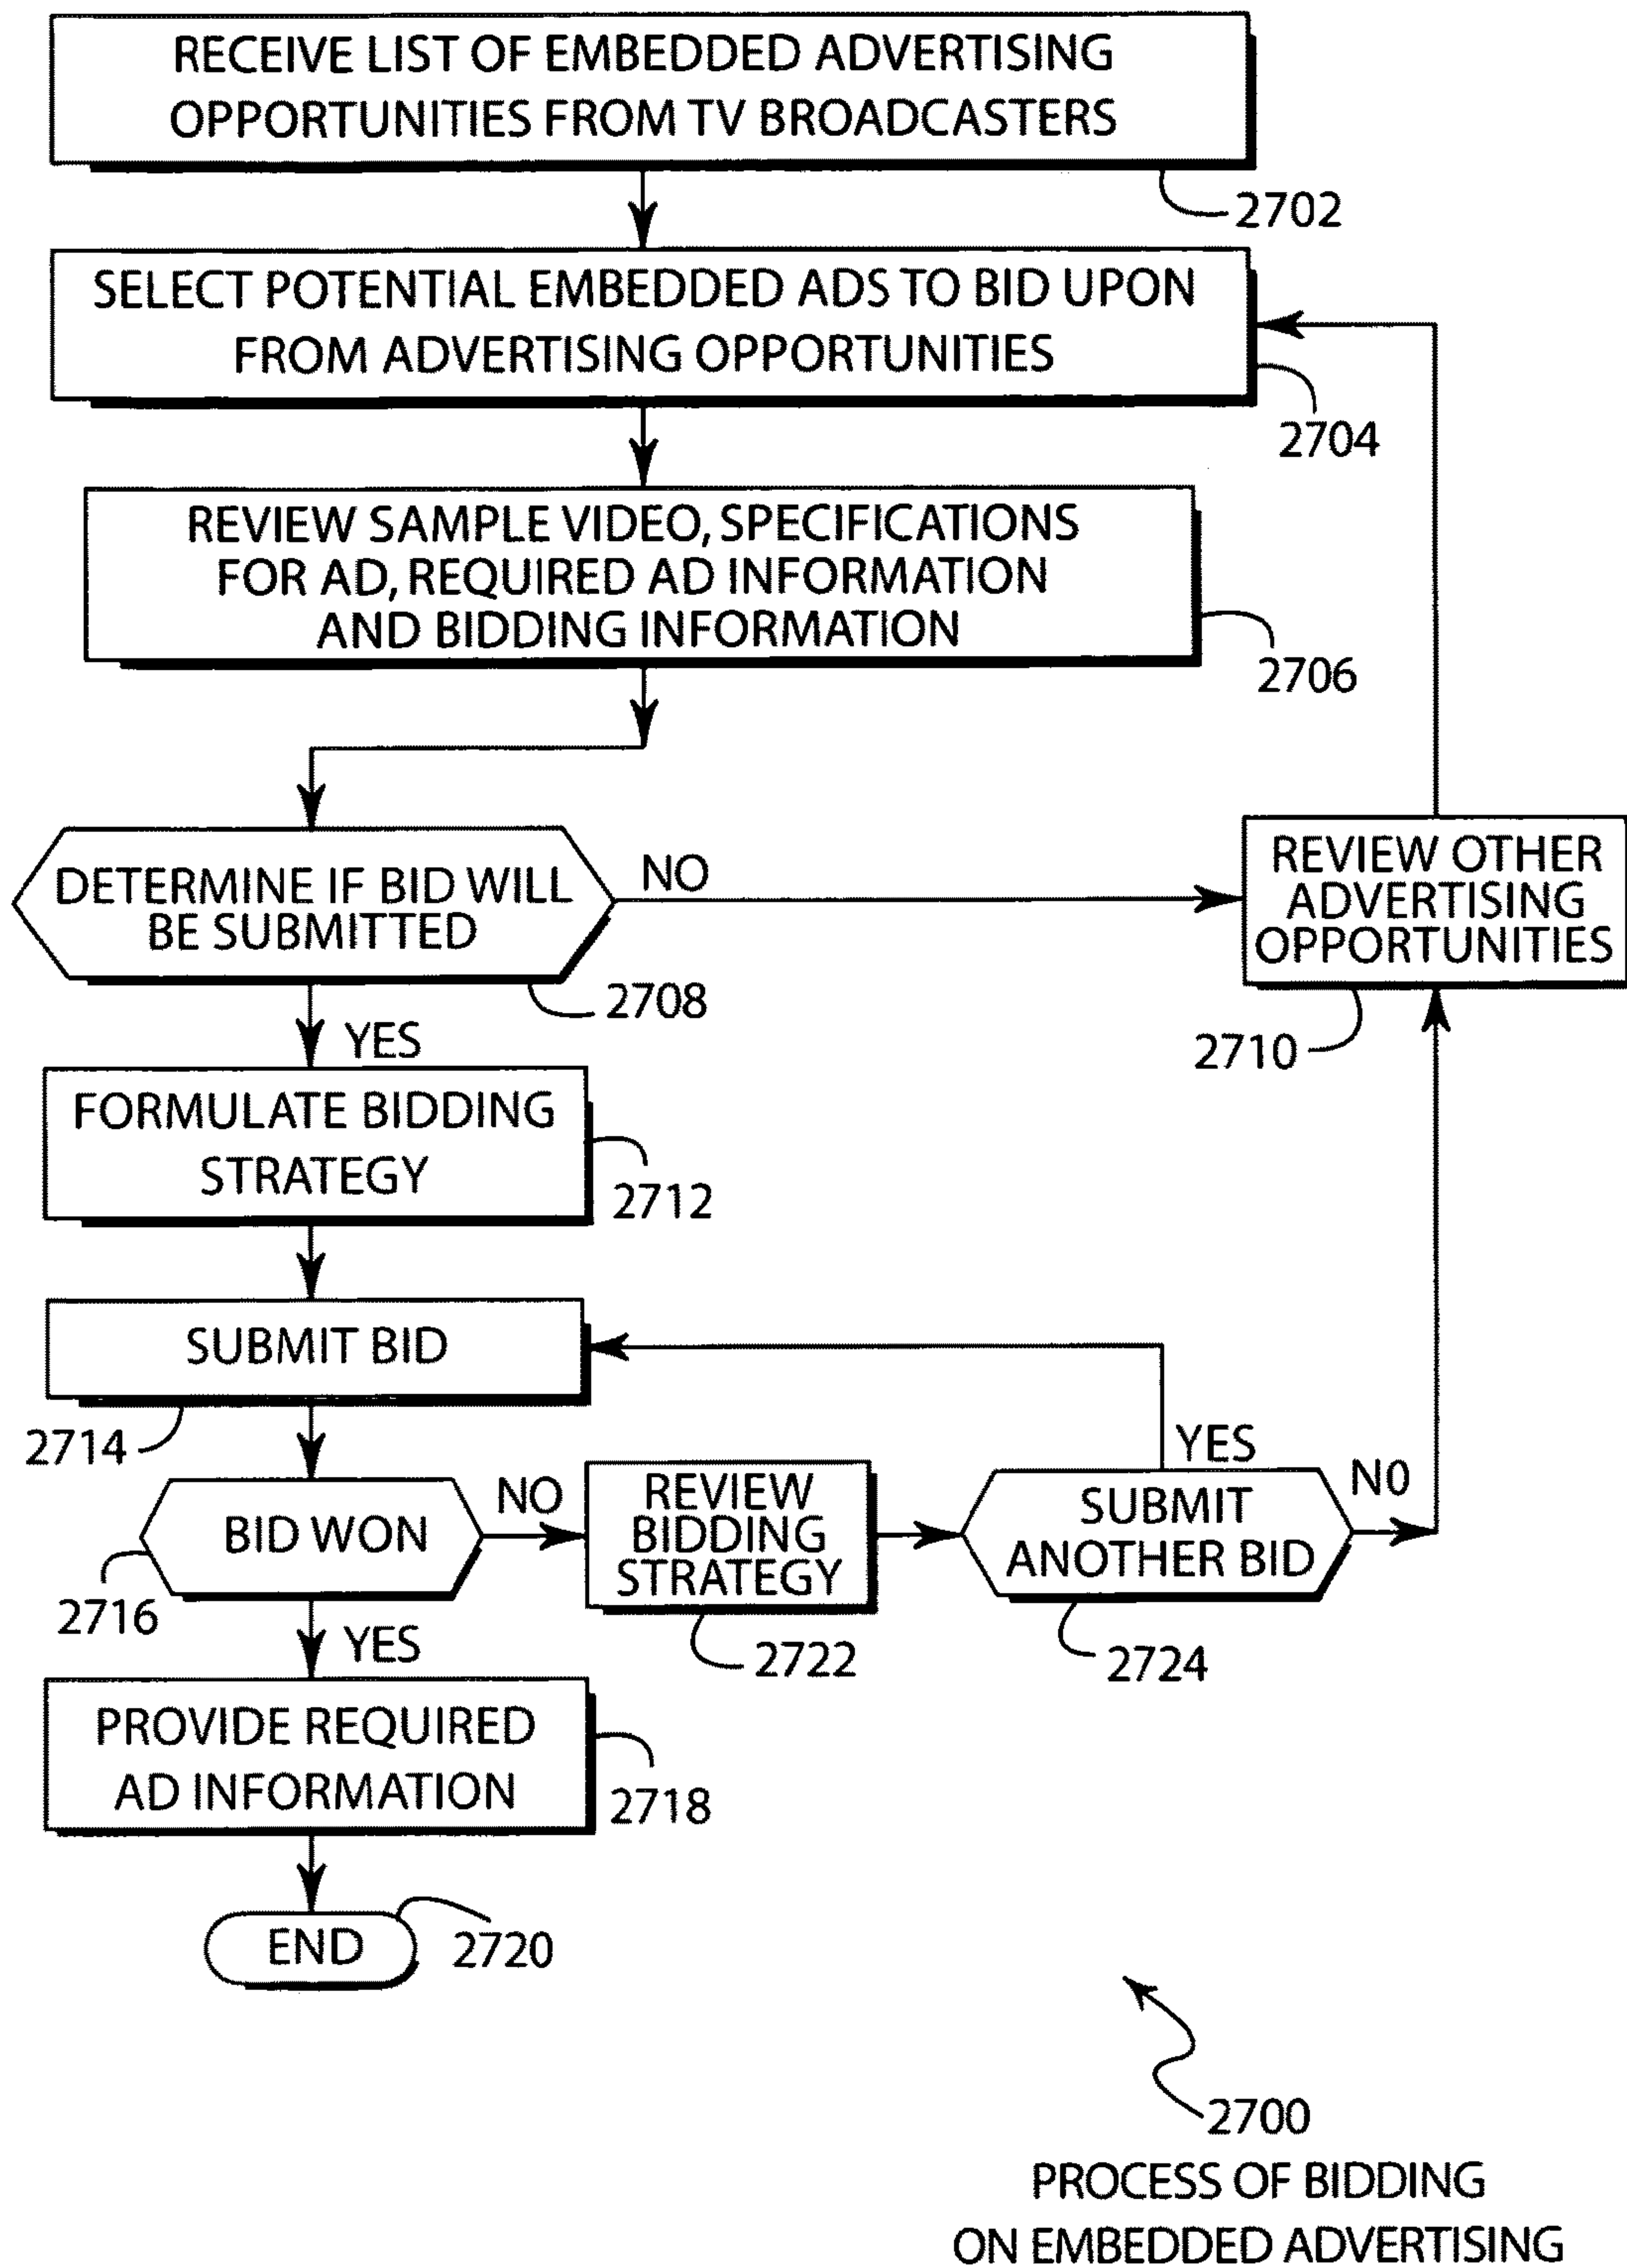 RECEIVE LIST OF EMBEDDED ADVERTISING
OPPORTUNITIES FROM TV BROADCASTERS
2702
SELECT POTENTIAL EMBEDDED ADS TO BID UPON
FROM ADVERTISING OPPORTUNITIES
2704
REVIEW SAMPLE VIDEO, SPECIFICATIONS
FOR AD, REQUIRED AD INFORMATION
AND BIDDING INFORMATION
2706
DETERMINE IF BID WILL
BE SUBMITTED
2708
NO
REVIEW OTHER
ADVERTISING
OPPORTUNITIES
2710
YES
FORMULATE BIDDING
STRATEGY
2712
SUBMIT BID
2714
BID WON
2716
NO
REVIEW
BIDDING
STRATEGY
2722
YES
SUBMIT
ANOTHER BID
2724
N0
YES
PROVIDE REQUIRED
AD INFORMATION
2718
END
2720
2700
PROCESS OF BIDDING
ON EMBEDDED ADVERTISING